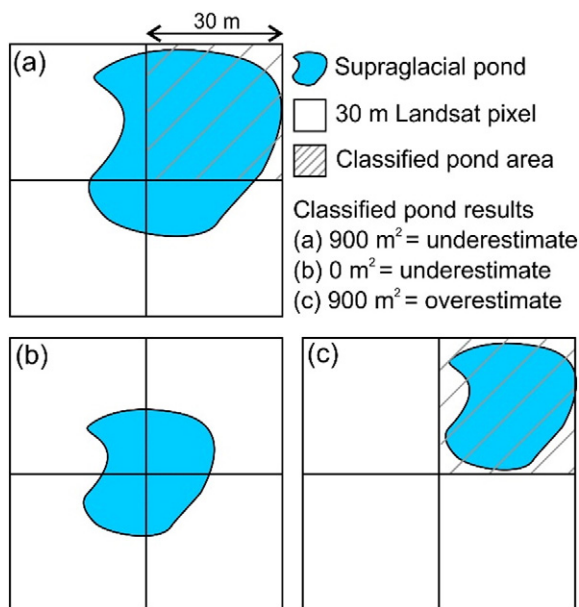 30 m
(a)
Supraglacial pond
30 m Landsat pixel
Classified pond area
Classified pond results
(a) 900 m² = underestimate
(b) 0 m² = underestimate
(c) 900 m² = overestimate
(b)
(c)